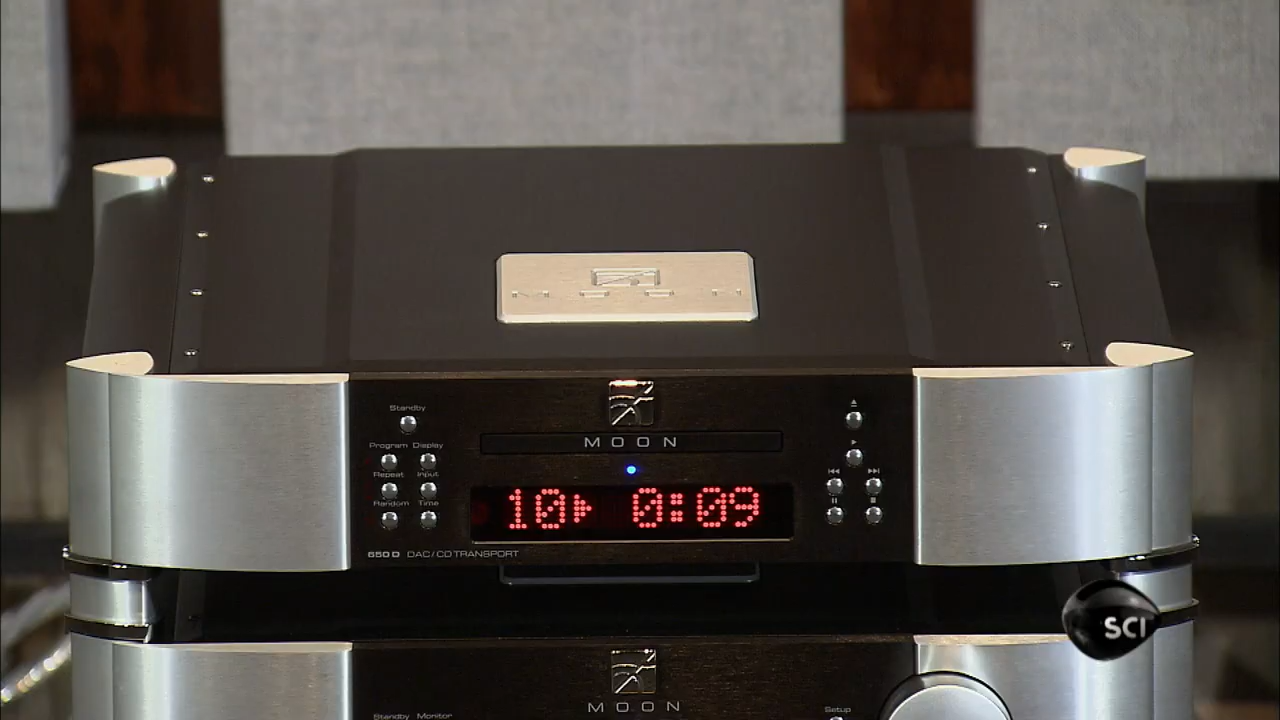 MOON
MOON
Standby
Program Display
Repeat Input
Random Time
10 0:09
650D DAC/CD TRANSPORT
SCI
MOON
Standby Monitor
Setup